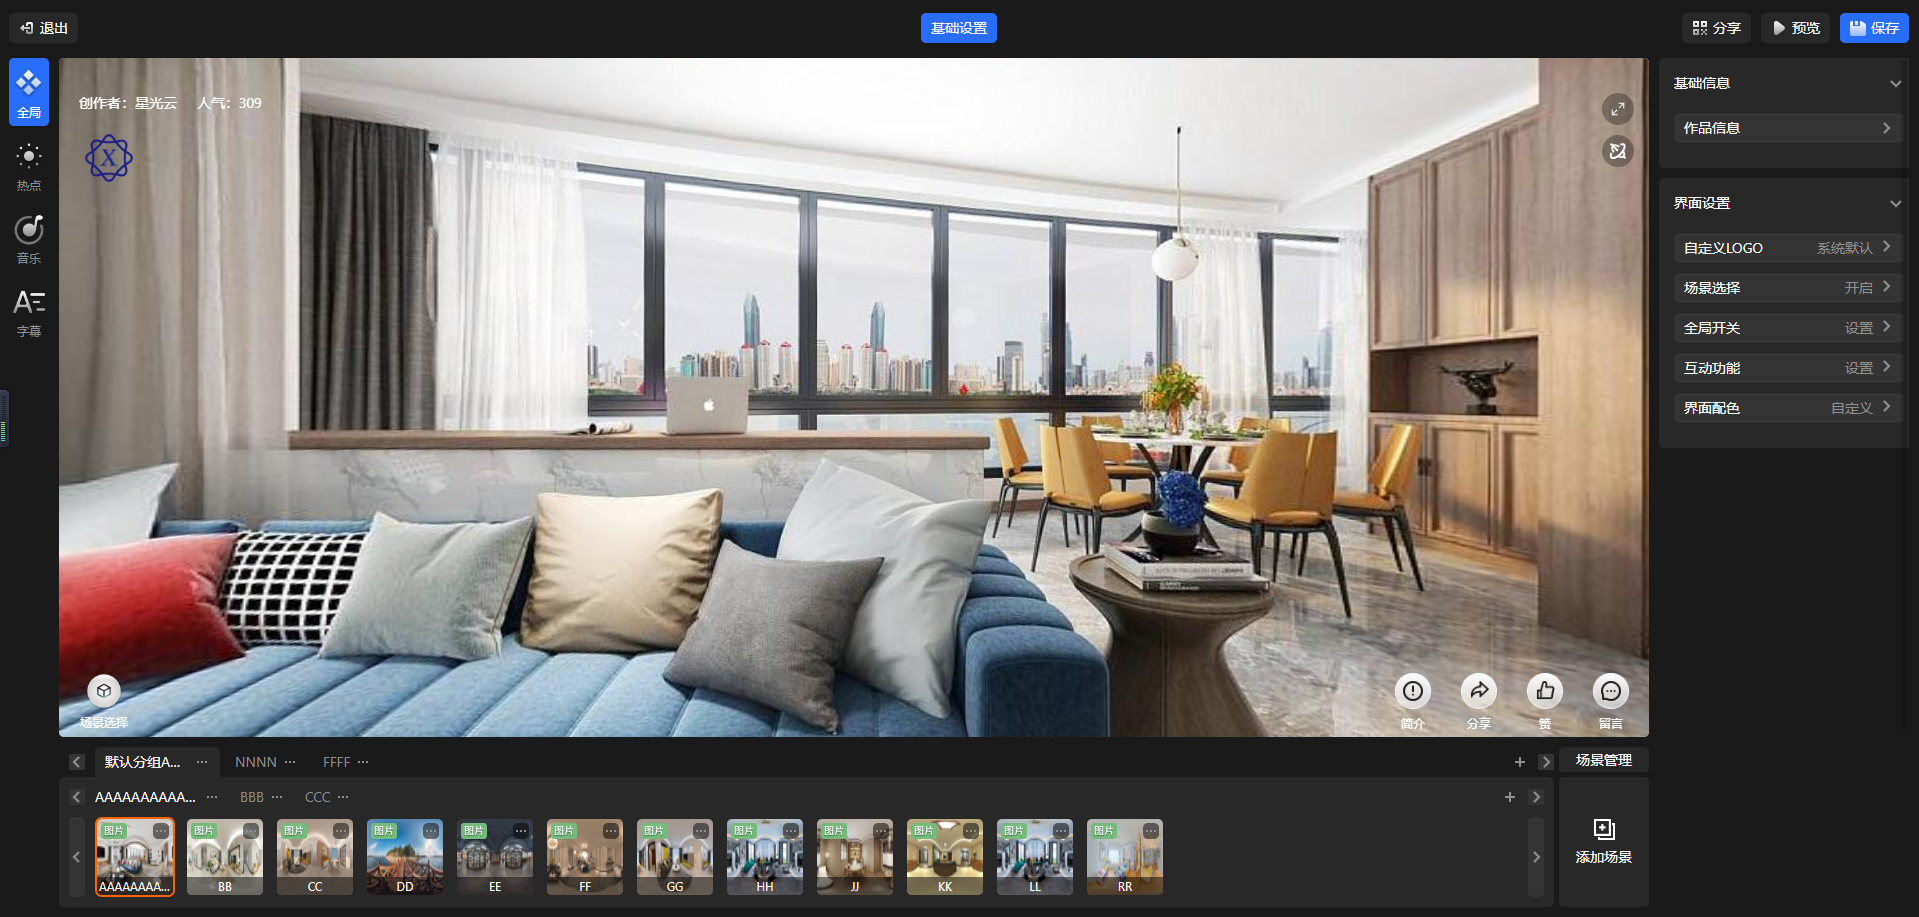 退出
基础设置
分享
预览
保存
全局
热点
音乐
字幕
创作者：星光云 人气：309
X
场景选择
简介
分享
赞
留言
基础信息
作品信息
界面设置
自定义LOGO 系统默认
场景选择 开启
全局开关 设置
互动功能 设置
界面配色 自定义
默认分组A... ···
NNNN ···
FFFF ···
场景管理
AAAAAAAAAAA... ···
BBB ···
CCC ···
图片 图片 图片 图片 图片 图片 图片 图片 图片 图片 图片 图片
AAAAAAAA... BB CC DD EE FF GG HH JJ KK LL RR
添加场景